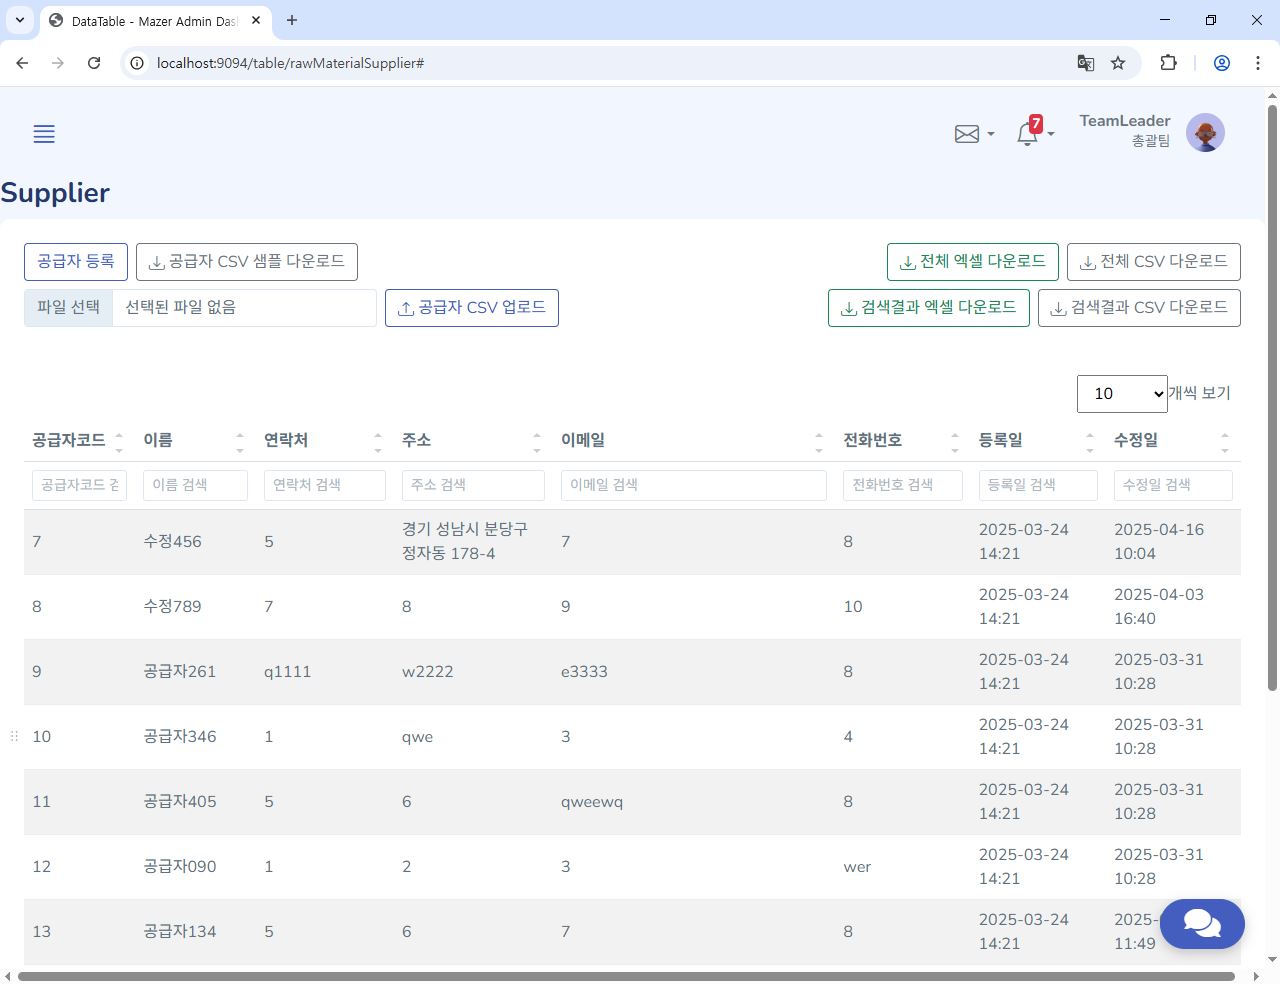 DataTable - Mazer Admin Das
localhost:9094/table/rawMaterialSupplier#
7
TeamLeader
총괄팀
Supplier
공급자 등록
공급자 CSV 샘플 다운로드
전체 엑셀 다운로드
전체 CSV 다운로드
파일 선택
선택된 파일 없음
공급자 CSV 업로드
검색결과 엑셀 다운로드
검색결과 CSV 다운로드
10 개씩 보기
공급자코드 이름 연락처 주소 이메일 전화번호 등록일 수정일
공급자코드 검 이름 검색 연락처 검색 주소 검색 이메일 검색 전화번호 검색 등록일 검색 수정일 검색
7 수정456 5 경기 성남시 분당구 7 8 2025-03-24 2025-04-16
정자동 178-4 14:21 10:04
8 수정789 7 8 9 10 2025-03-24 2025-04-03
14:21 16:40
9 공급자261 q1111 w2222 e3333 8 2025-03-24 2025-03-31
14:21 10:28
10 공급자346 1 qwe 3 4 2025-03-24 2025-03-31
14:21 10:28
11 공급자405 5 6 qweewq 8 2025-03-24 2025-03-31
14:21 10:28
12 공급자090 1 2 3 wer 2025-03-24 2025-03-31
14:21 10:28
13 공급자134 5 6 7 8 2025-03-24 2025-
14:21 11:49